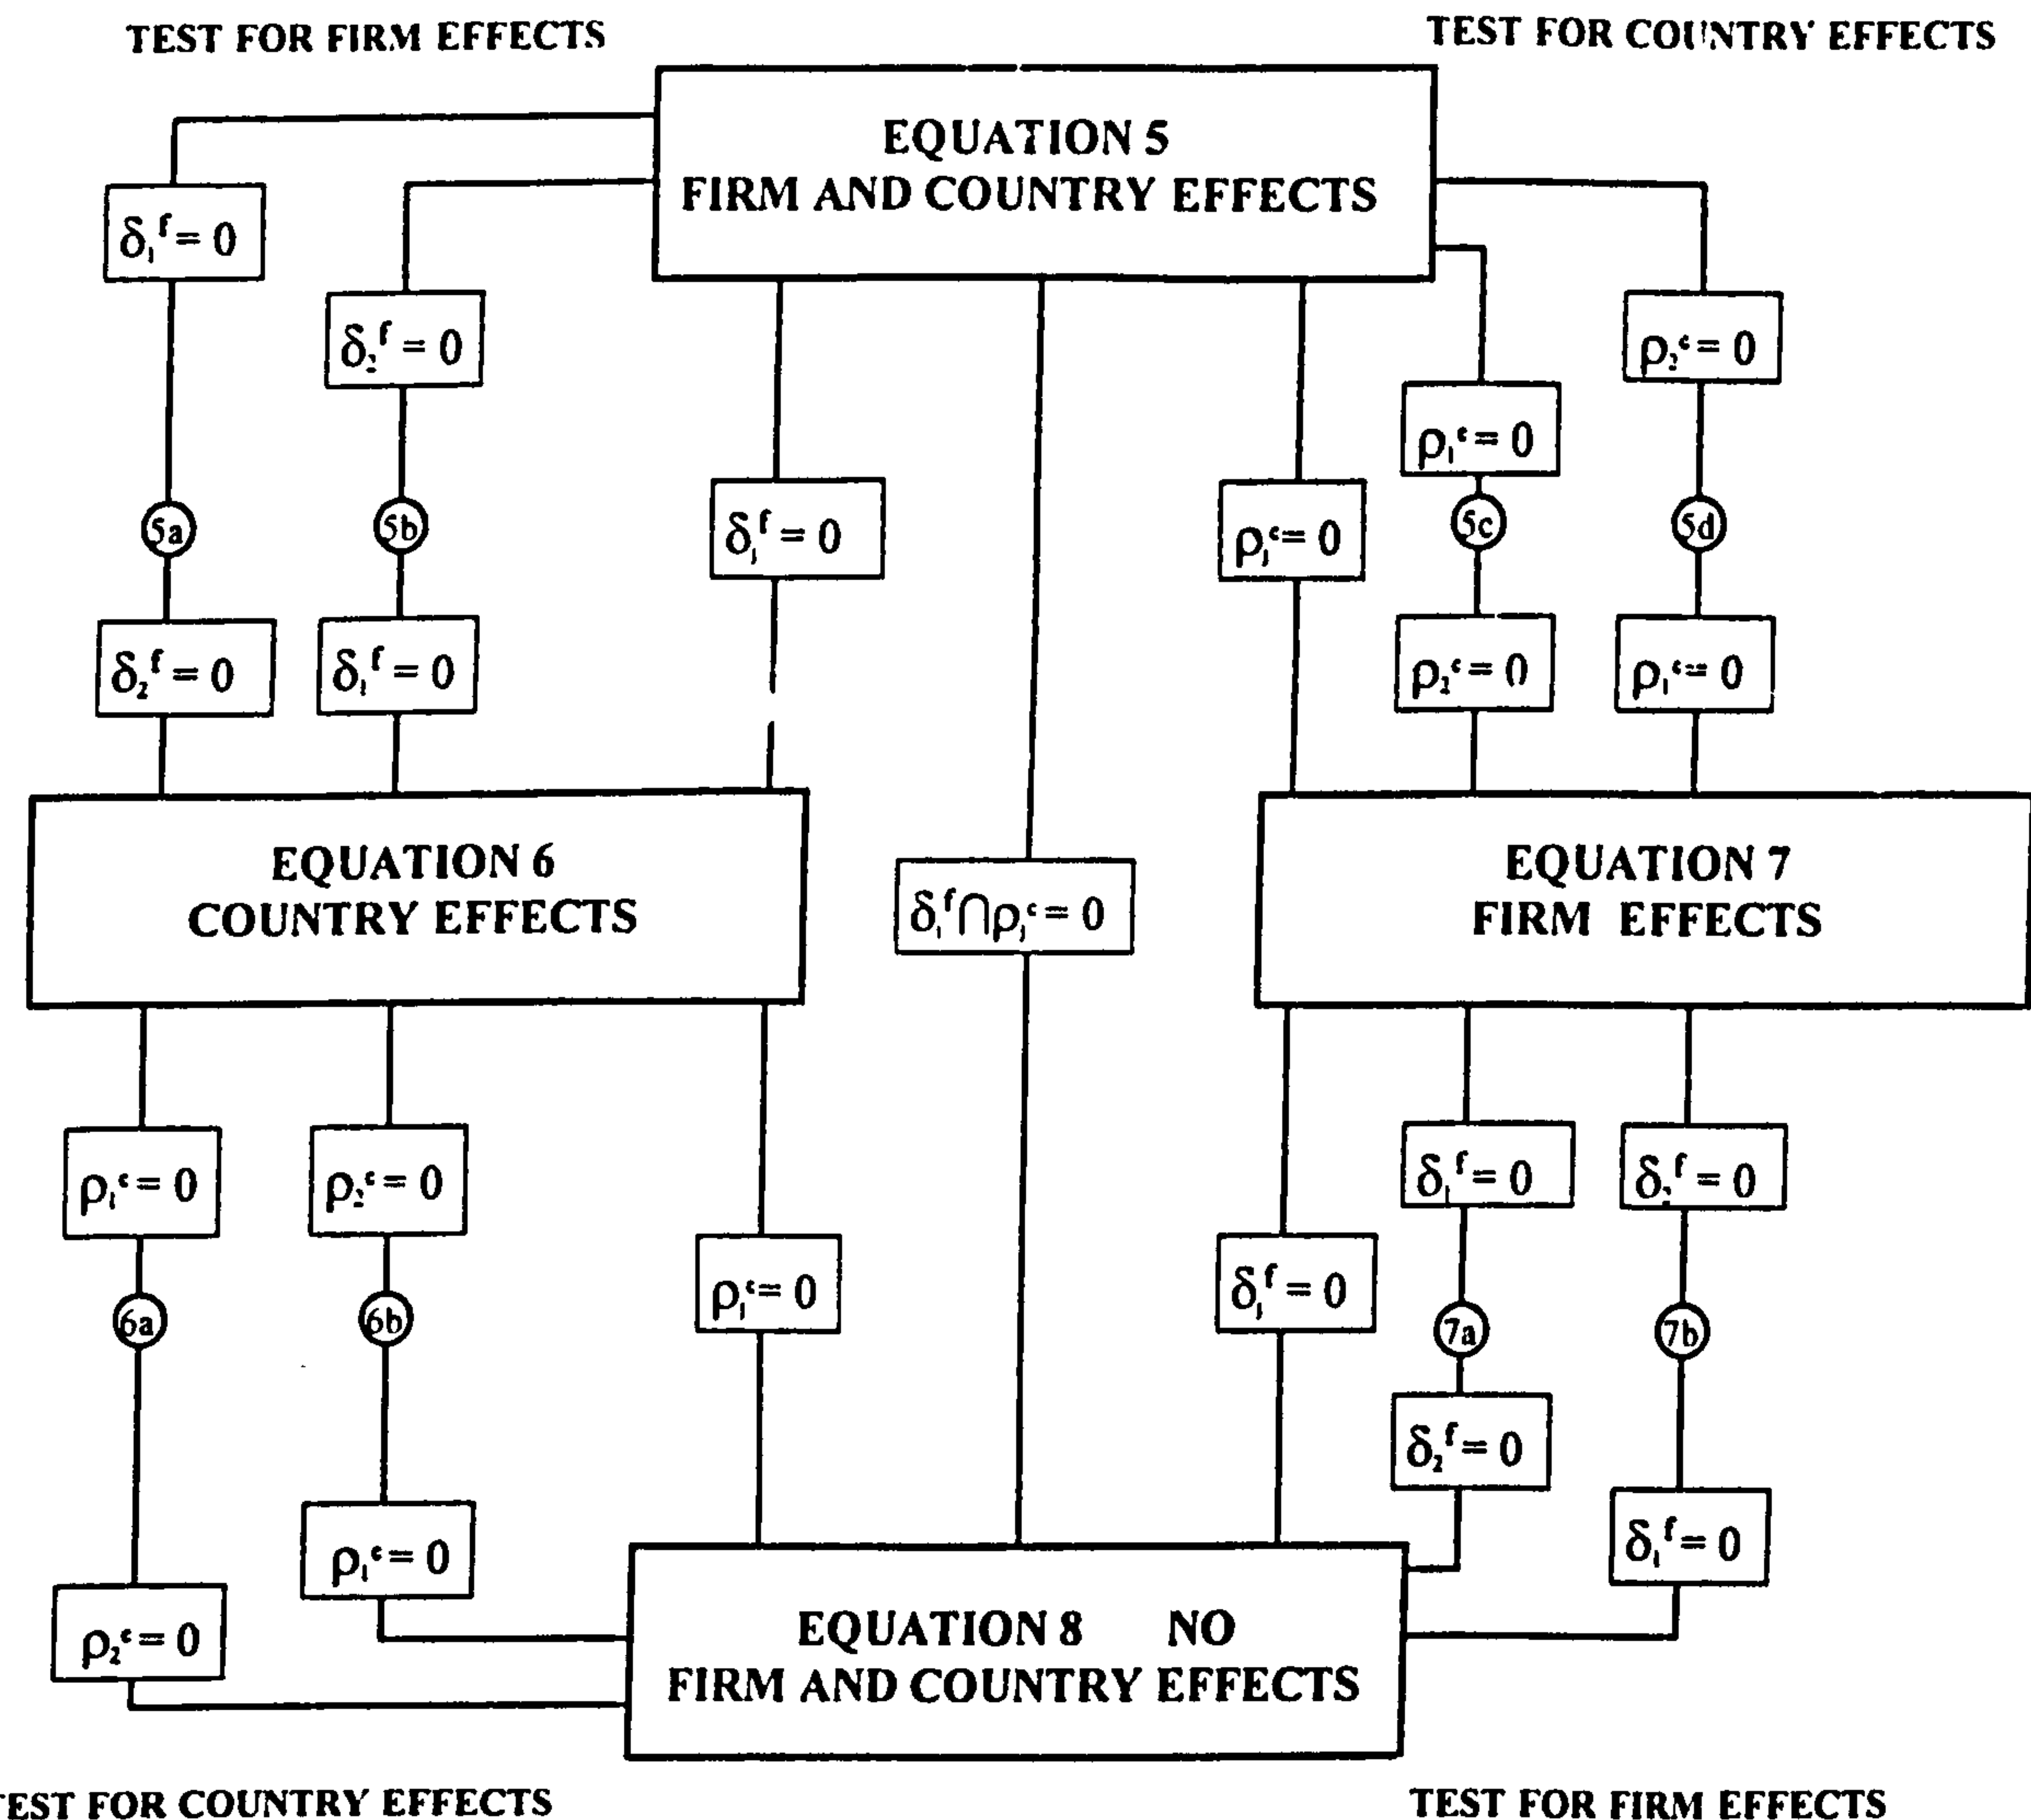 TEST FOR FIRM EFFECTS
TEST FOR COUNTRY EFFECTS
EQUATION 5
FIRM AND COUNTRY EFFECTS
δ₁ᶠ = 0
δ₂ᶠ = 0
ρ₂ᶜ = 0
ρ₁ᶜ = 0
δⱼᶠ = 0
ρⱼᶜ = 0
5a
5b
5c
5d
δ₂ᶠ = 0
δ₁ᶠ = 0
ρ₂ᶜ = 0
ρ₁ᶜ = 0
EQUATION 6
COUNTRY EFFECTS
δᵢᶠ ∩ ρⱼᶜ = 0
EQUATION 7
FIRM EFFECTS
ρ₁ᶜ = 0
ρ₂ᶜ = 0
δ₁ᶠ = 0
δ₂ᶠ = 0
ρⱼᶜ = 0
δⱼᶠ = 0
6a
6b
7a
7b
δ₂ᶠ = 0
ρ₁ᶜ = 0
δ₁ᶠ = 0
ρ₂ᶜ = 0
EQUATION 8 NO
FIRM AND COUNTRY EFFECTS
TEST FOR COUNTRY EFFECTS
TEST FOR FIRM EFFECTS